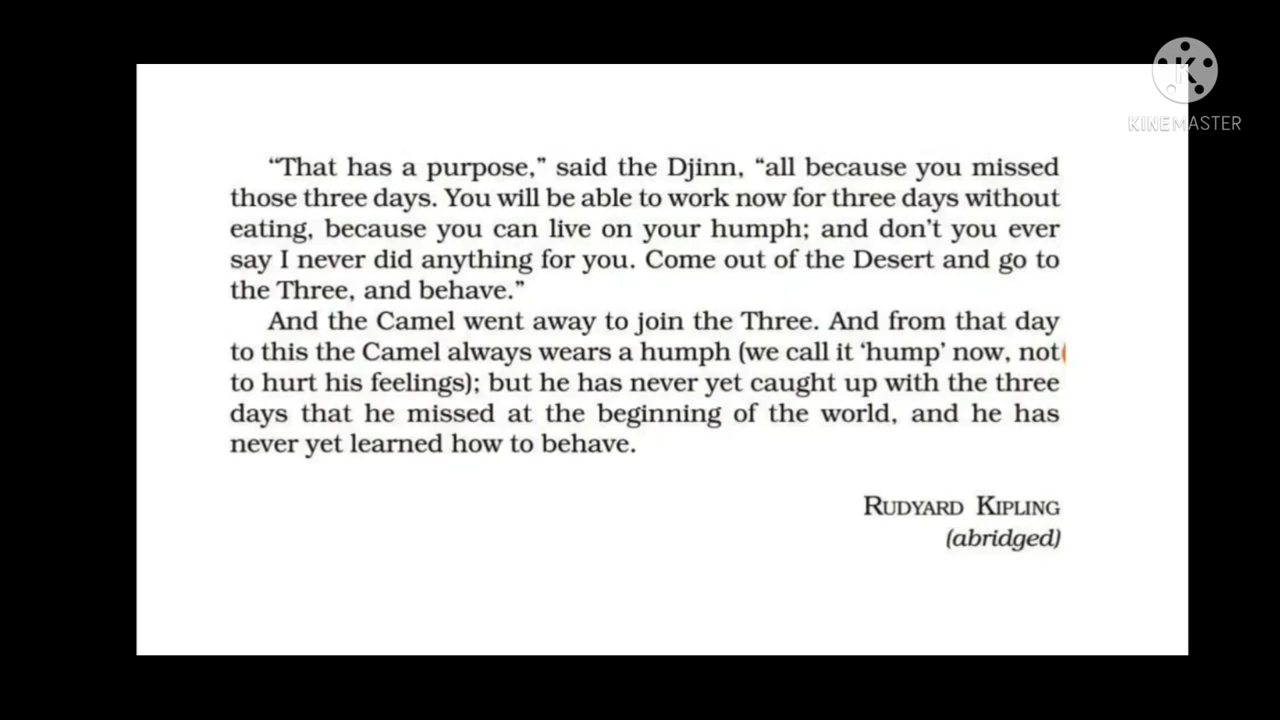 KINEMASTER
“That has a purpose,” said the Djinn, “all because you missed
those three days. You will be able to work now for three days without
eating, because you can live on your humph; and don’t you ever
say I never did anything for you. Come out of the Desert and go to
the Three, and behave.”
And the Camel went away to join the Three. And from that day
to this the Camel always wears a humph (we call it ‘hump’ now, not
to hurt his feelings); but he has never yet caught up with the three
days that he missed at the beginning of the world, and he has
never yet learned how to behave.
RUDYARD KIPLING
(abridged)